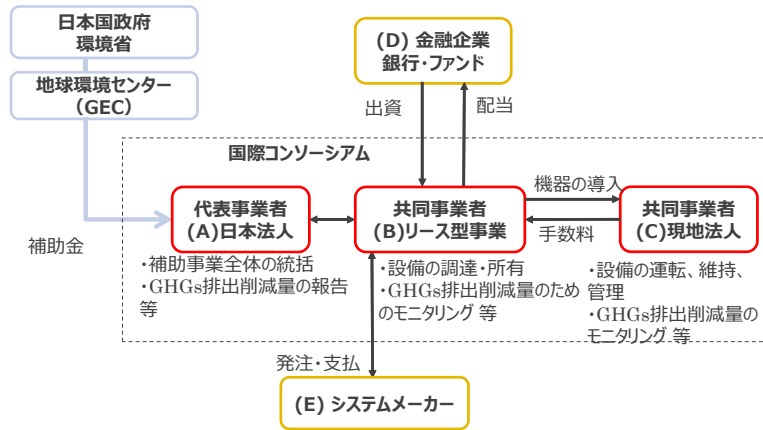 日本国政府
環境省
地球環境センター
（GEC）
(D) 金融企業
銀行・ファンド
出資
配当
国際コンソーシアム
機器の導入
代表事業者
(A)日本法人
共同事業者
(B)リース型事業
手数料
共同事業者
(C)現地法人
補助金
・補助事業全体の統括
・GHGs排出削減量の報告
等
・設備の調達・所有
・GHGs排出削減量のため
のモニタリング 等
・設備の運転、維持、
管理
・GHGs排出削減量の
モニタリング 等
発注・支払
(E) システムメーカー